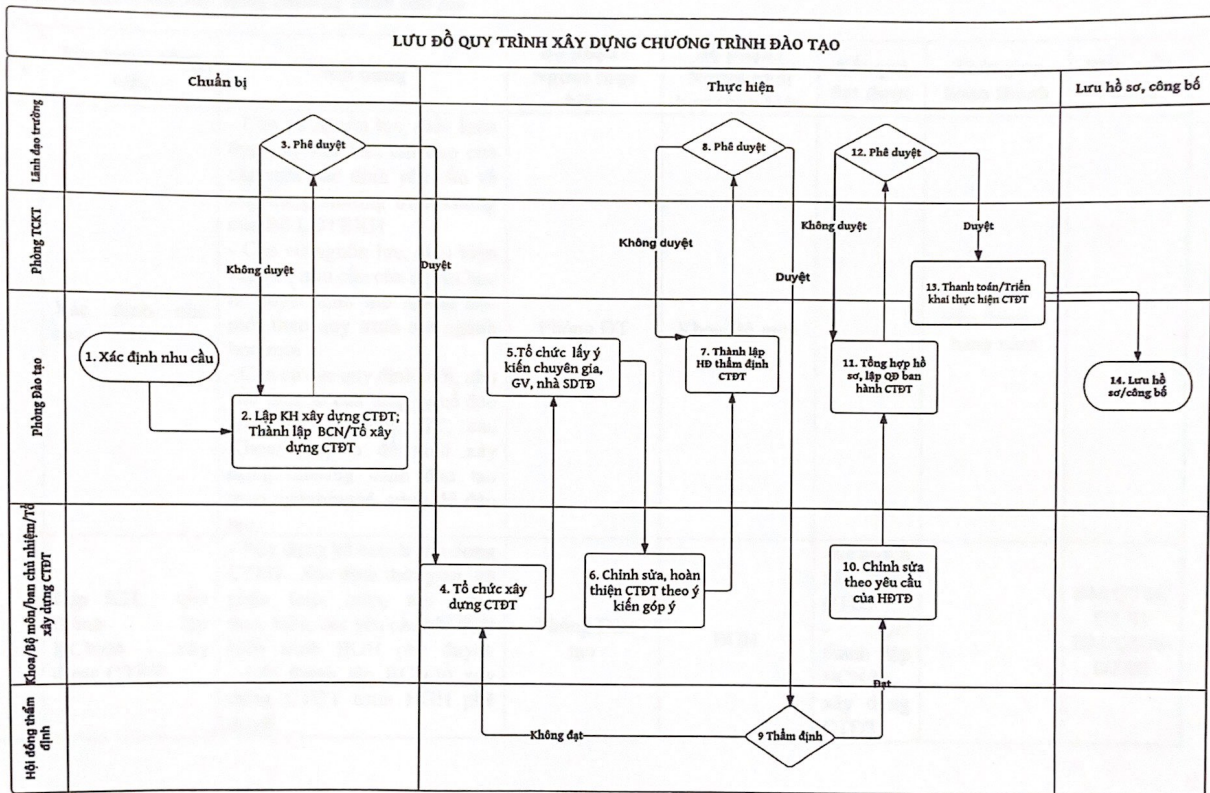 LƯU ĐỒ QUY TRÌNH XÂY DỰNG CHƯƠNG TRÌNH ĐÀO TẠO
Chuẩn bị
Thực hiện
Lưu hồ sơ, công bố
Lãnh đạo trường
3. Phê duyệt
8. Phê duyệt
12. Phê duyệt
Phòng TCKT
Không duyệt
Duyệt
Không duyệt
Duyệt
Không duyệt
Duyệt
13. Thanh toán/Triển
khai thực hiện CTĐT
Phòng Đào tạo
1. Xác định nhu cầu
2. Lập KH xây dựng CTĐT;
Thành lập BCN/Tổ xây
dựng CTĐT
5.Tổ chức lấy ý
kiến chuyên gia,
GV, nhà SDTĐ
7. Thành lập
HĐ thẩm định
CTĐT
11. Tổng hợp hồ
sơ, lập QĐ ban
hành CTĐT
14. Lưu hồ
sơ/công bố
Khoa/Bộ môn/ban chủ nhiệm/Tổ
xây dựng CTĐT
4. Tổ chức xây
dựng CTĐT
6. Chỉnh sửa, hoàn
thiện CTĐT theo ý
kiến góp ý
10. Chỉnh sửa
theo yêu cầu
của HĐTĐ
Đạt
Hội đồng thẩm
định
Không đạt
9 Thẩm định